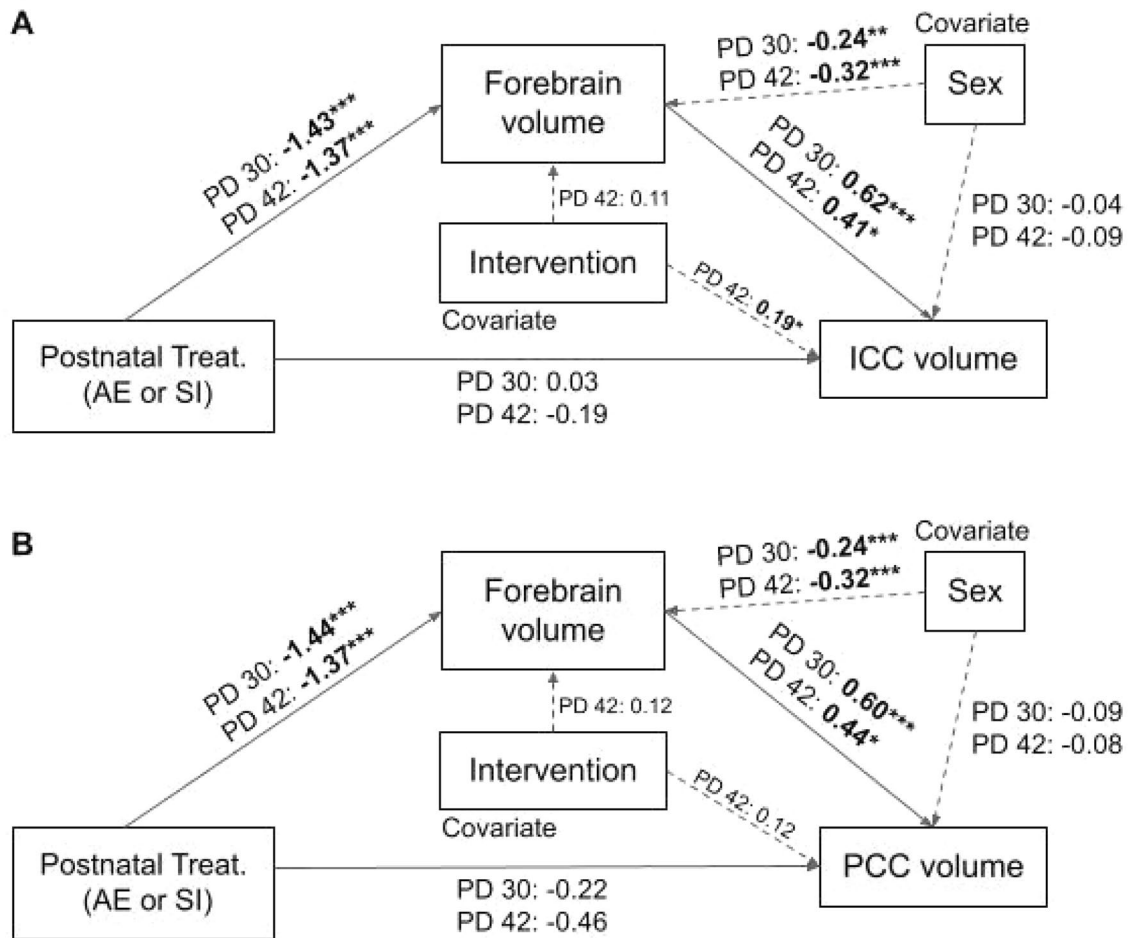 A
Covariate
PD 30: -0.24**
PD 42: -0.32***
Sex
Forebrain
volume
PD 30: -1.43***
PD 42: -1.37***
PD 30: 0.62***
PD 42: 0.41*
PD 42: 0.11
PD 30: -0.04
PD 42: -0.09
Intervention
Covariate
PD 42: 0.19*
Postnatal Treat.
(AE or SI)
ICC volume
PD 30: 0.03
PD 42: -0.19
B
Covariate
PD 30: -0.24***
PD 42: -0.32***
Sex
Forebrain
volume
PD 30: -1.44***
PD 42: -1.37***
PD 30: 0.60***
PD 42: 0.44*
PD 42: 0.12
PD 30: -0.09
PD 42: -0.08
Intervention
Covariate
PD 42: 0.12
Postnatal Treat.
(AE or SI)
PCC volume
PD 30: -0.22
PD 42: -0.46